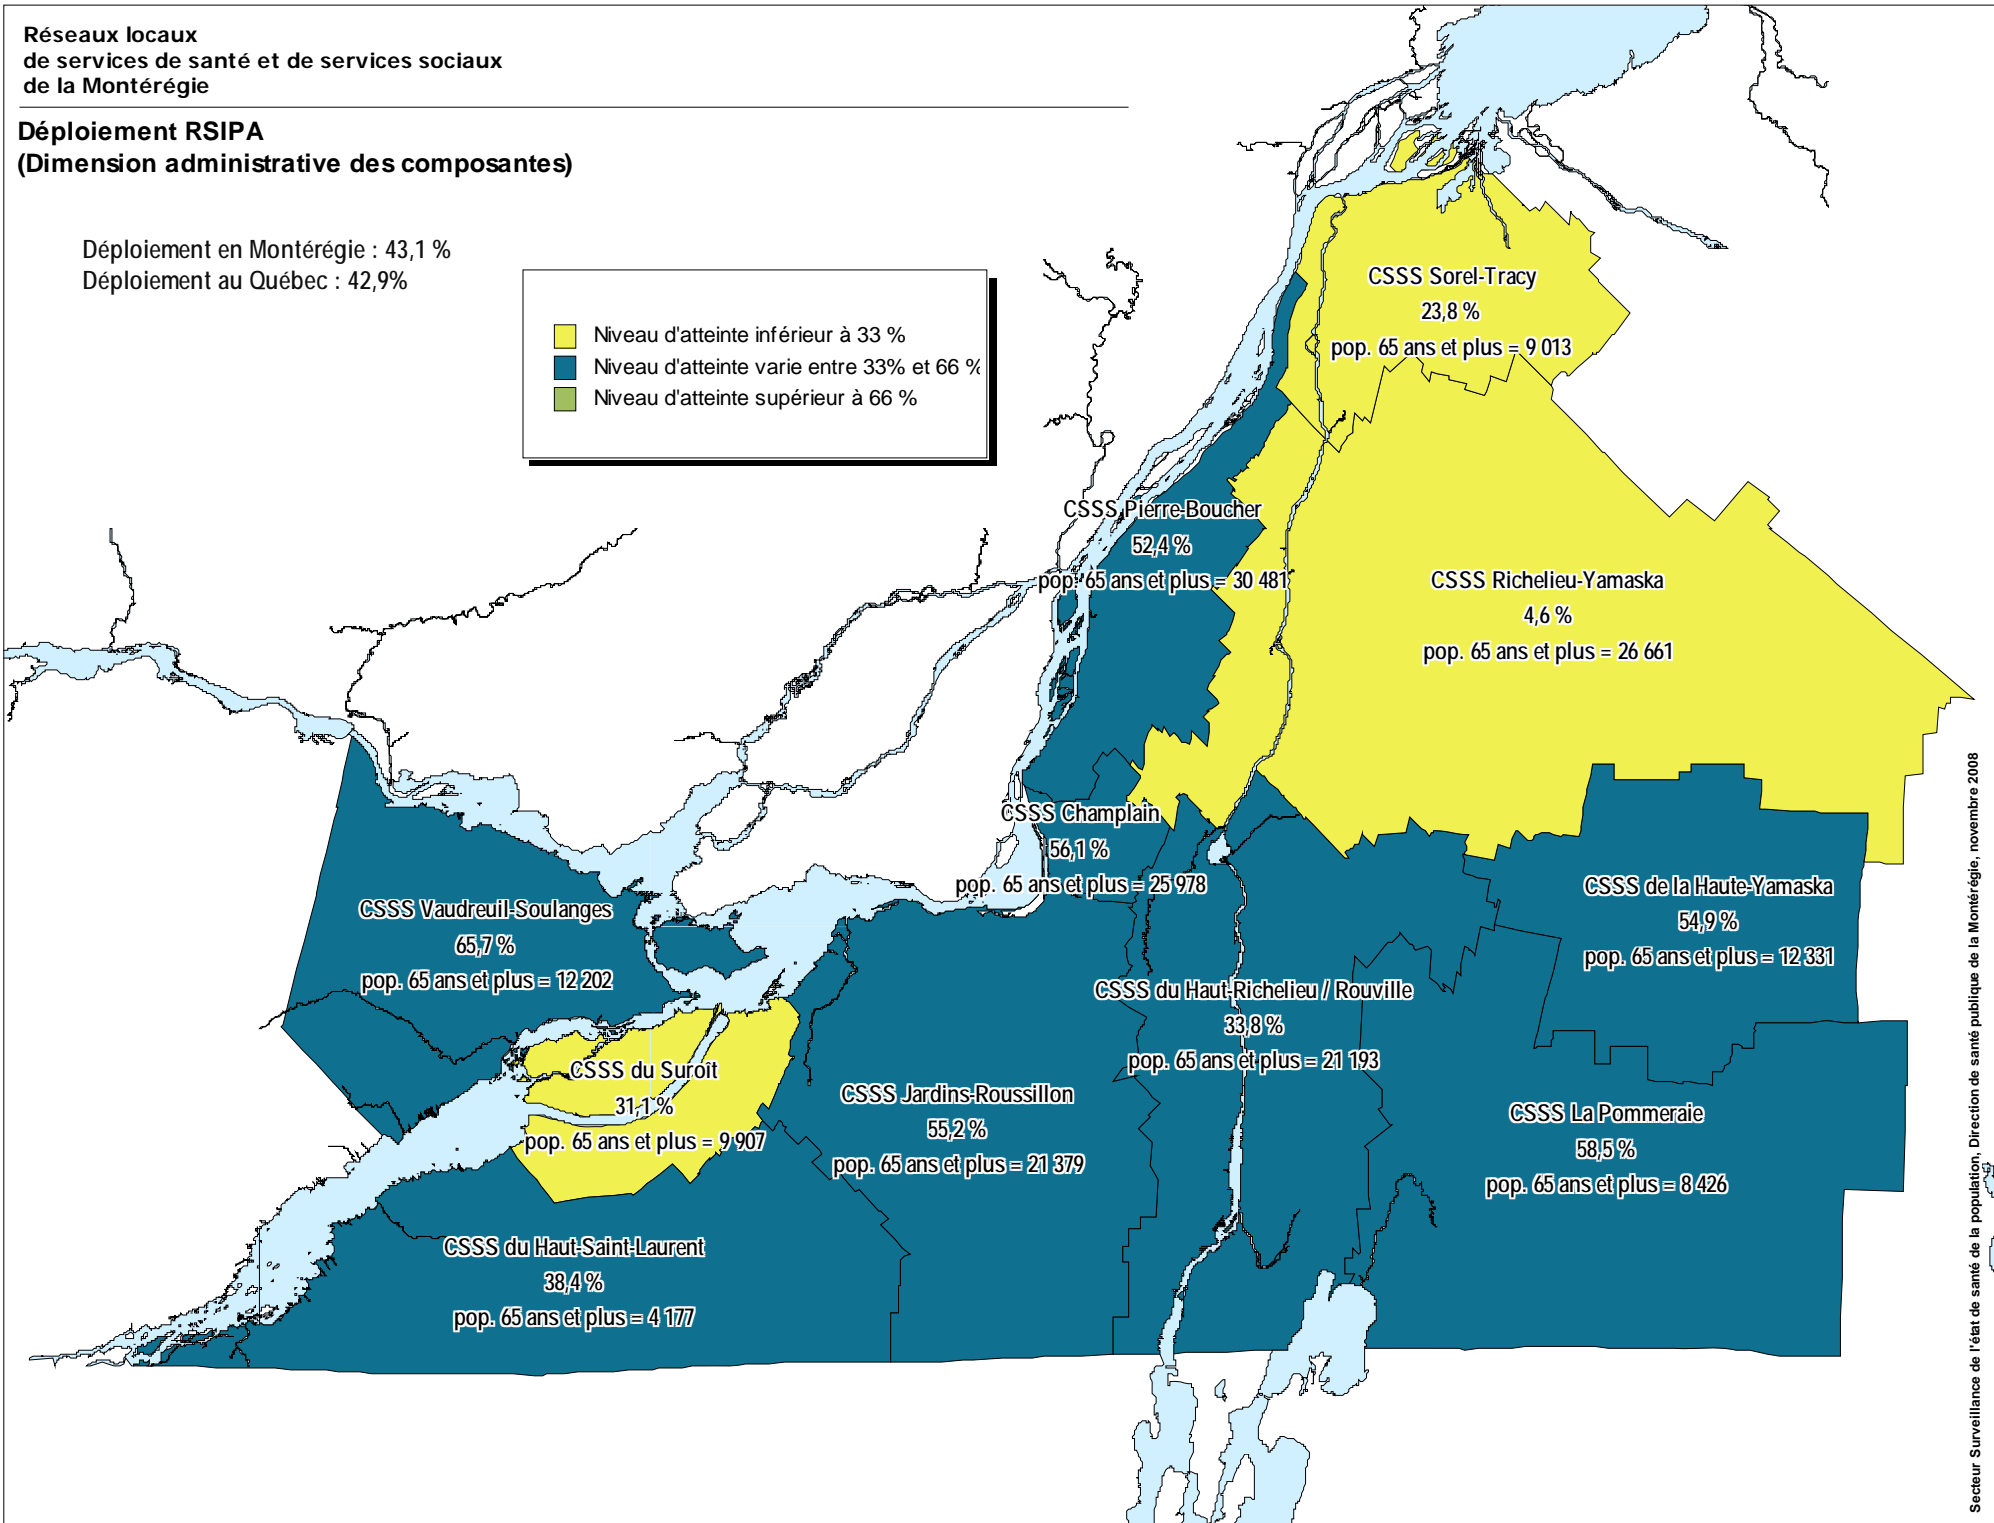 Réseaux locaux
de services de santé et de services sociaux
de la Montérégie
Déploiement RSIPA
(Dimension administrative des composantes)
Déploiement en Montérégie : 43,1 %
Déploiement au Québec : 42,9%
Niveau d'atteinte inférieur à 33 %
Niveau d'atteinte varie entre 33% et 66 %
Niveau d'atteinte supérieur à 66 %
CSSS Sorel-Tracy
23,8 %
pop. 65 ans et plus = 9 013
CSSS Pierre-Boucher
52,4 %
pop. 65 ans et plus = 30 481
CSSS Richelieu-Yamaska
4,6 %
pop. 65 ans et plus = 26 661
CSSS Champlain
56,1 %
pop. 65 ans et plus = 25 978
CSSS de la Haute-Yamaska
54,9 %
pop. 65 ans et plus = 12 331
CSSS Vaudreuil-Soulanges
65,7 %
pop. 65 ans et plus = 12 202
CSSS du Haut-Richelieu / Rouville
33,8 %
pop. 65 ans et plus = 21 193
CSSS du Suroît
31,1 %
pop. 65 ans et plus = 9 907
CSSS Jardins-Roussillon
55,2 %
pop. 65 ans et plus = 21 379
CSSS La Pommeraie
58,5 %
pop. 65 ans et plus = 8 426
CSSS du Haut-Saint-Laurent
38,4 %
pop. 65 ans et plus = 4 177
Secteur Surveillance de l'état de santé de la population, Direction de santé publique de la Montérégie, novembre 2008